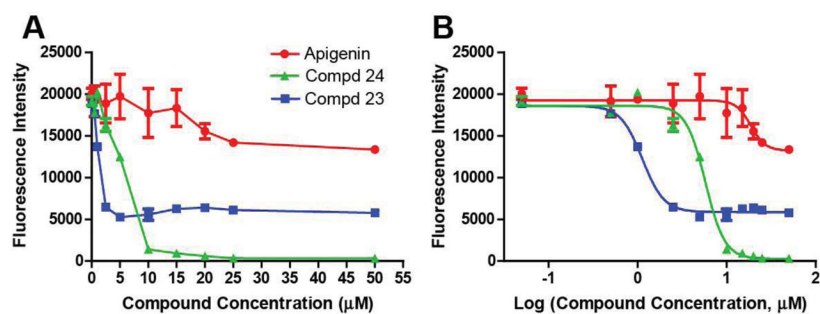 A
B
25000
20000
15000
10000
5000
0
Fluorescence Intensity
Apigenin
Compd 24
Compd 23
0 5 10 15 20 25 30 35 40 45 50 55
Compound Concentration (μM)
25000
20000
15000
10000
5000
0
Fluorescence Intensity
-1 0 1 2
Log (Compound Concentration, μM)